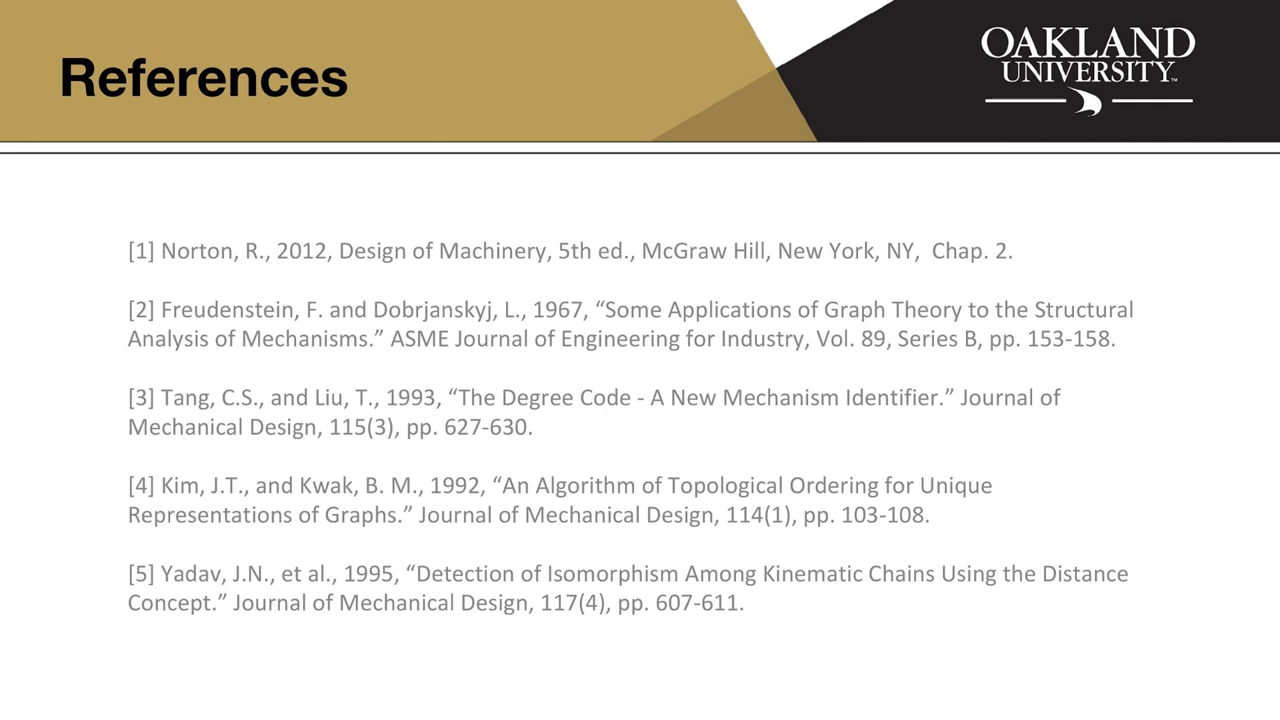 References
OAKLAND
UNIVERSITY™
[1] Norton, R., 2012, Design of Machinery, 5th ed., McGraw Hill, New York, NY,  Chap. 2.
[2] Freudenstein, F. and Dobrjanskyj, L., 1967, “Some Applications of Graph Theory to the Structural
Analysis of Mechanisms.” ASME Journal of Engineering for Industry, Vol. 89, Series B, pp. 153-158.
[3] Tang, C.S., and Liu, T., 1993, “The Degree Code - A New Mechanism Identifier.” Journal of
Mechanical Design, 115(3), pp. 627-630.
[4] Kim, J.T., and Kwak, B. M., 1992, “An Algorithm of Topological Ordering for Unique
Representations of Graphs.” Journal of Mechanical Design, 114(1), pp. 103-108.
[5] Yadav, J.N., et al., 1995, “Detection of Isomorphism Among Kinematic Chains Using the Distance
Concept.” Journal of Mechanical Design, 117(4), pp. 607-611.